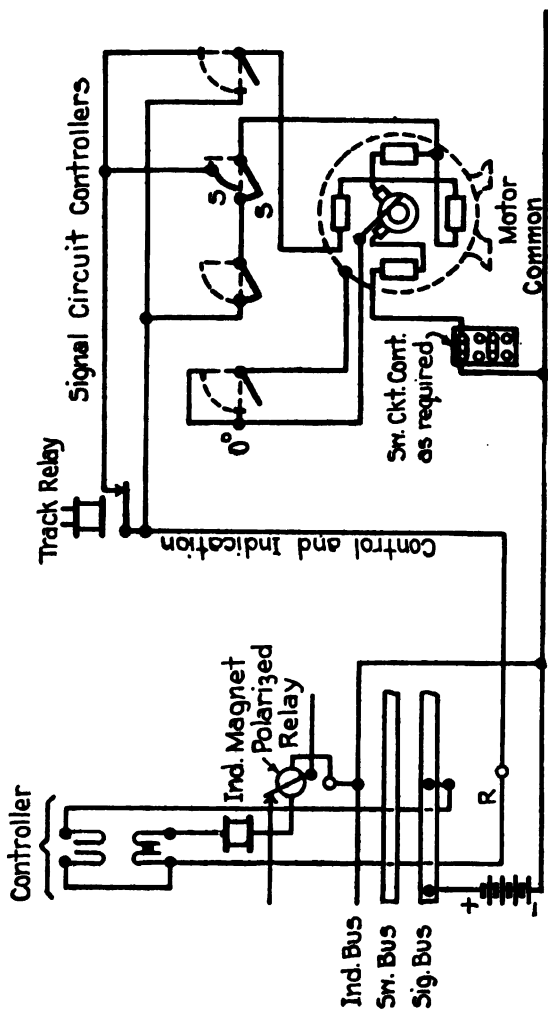 Controller
Track Relay
Signal Circuit Controllers
Ind. Magnet
Polarized
Relay
Control and Indication
0°
S
S
Sw. Ckt. Cont.
as required
Motor
Common
Ind. Bus
Sw. Bus
Sig. Bus
R
+
-